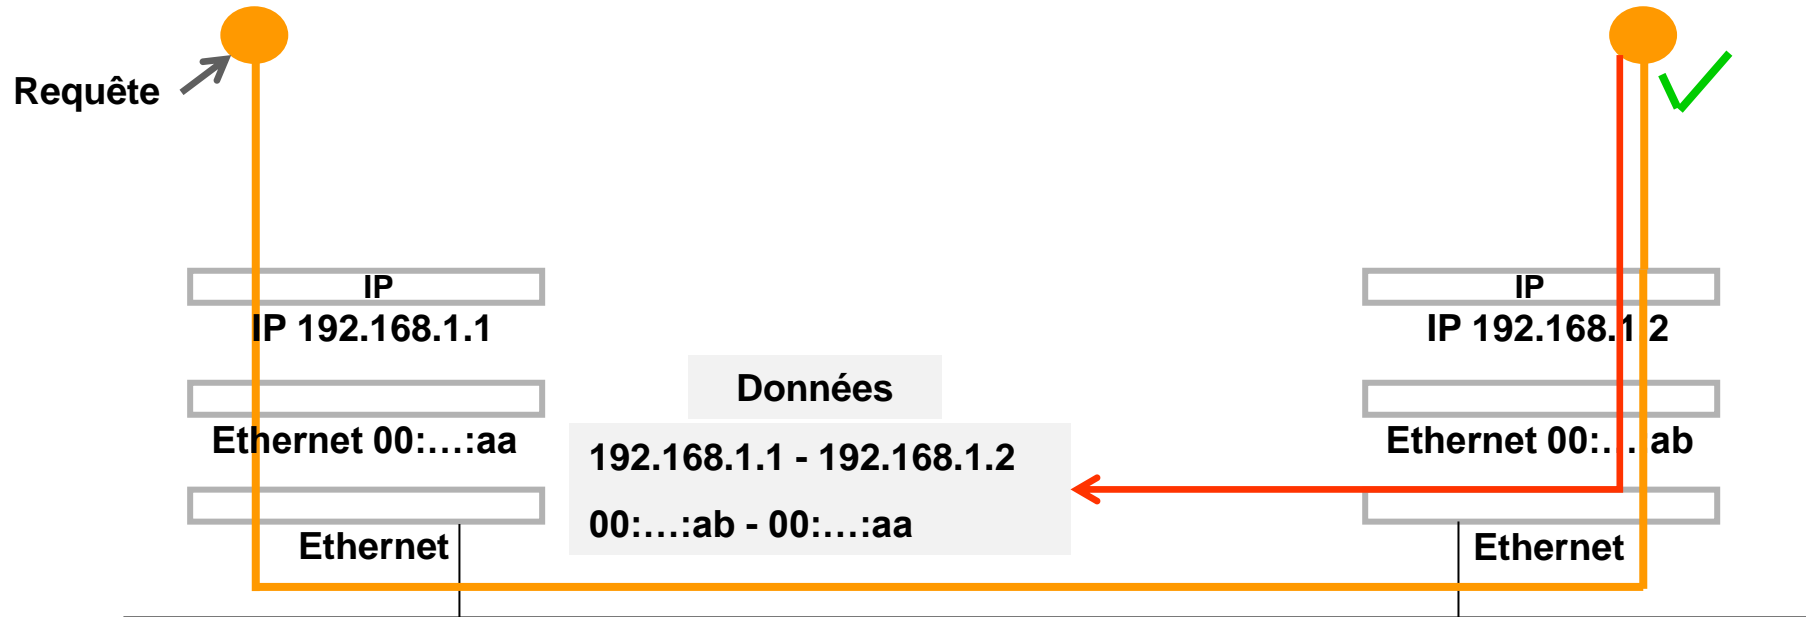 Requête
IP
IP 192.168.1.1
Ethernet 00:…:aa
Ethernet
Données
192.168.1.1 - 192.168.1.2
00:…:ab - 00:…:aa
IP
IP 192.168.1.2
Ethernet 00:…:ab
Ethernet